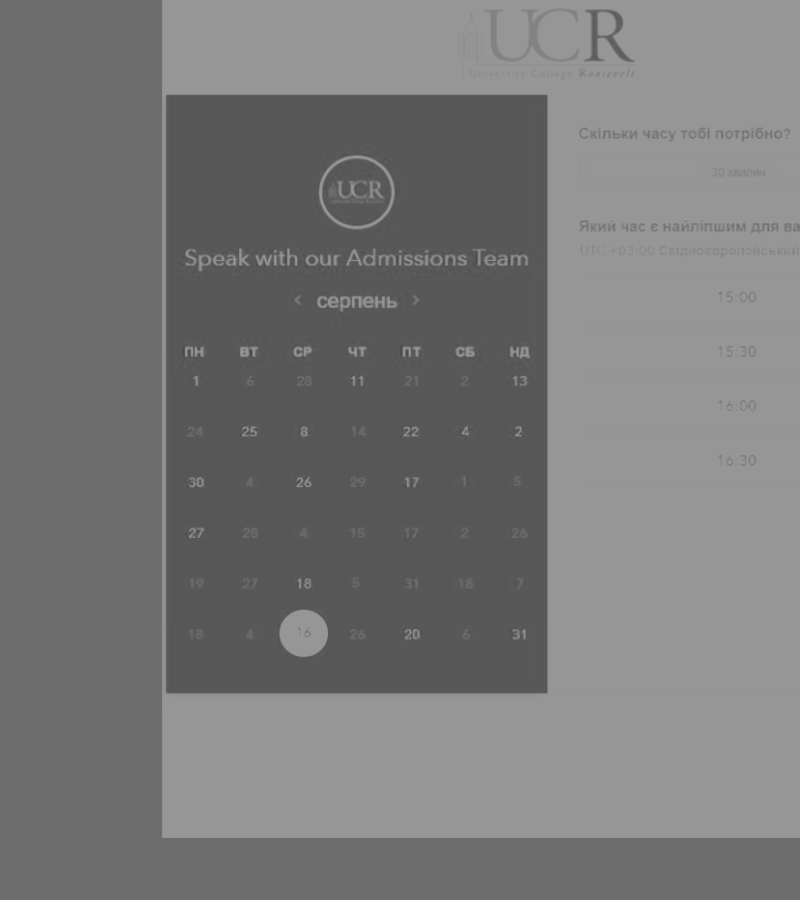 UCR
University College Roosevelt
UCR
Speak with our Admissions Team
< серпень >
ПН ВТ СР ЧТ ПТ СБ НД
1 6 28 11 21 2 13
24 25 8 14 22 4 2
30 4 26 29 17 1 5
27 28 4 15 17 2 26
19 27 18 5 31 18 7
18 4 16 26 20 6 31
Скільки часу тобі потрібно?
30 хвилин
Який час є найліпшим для ва
UTC +03:00 Східноєвропейський
15:00
15:30
16:00
16:30